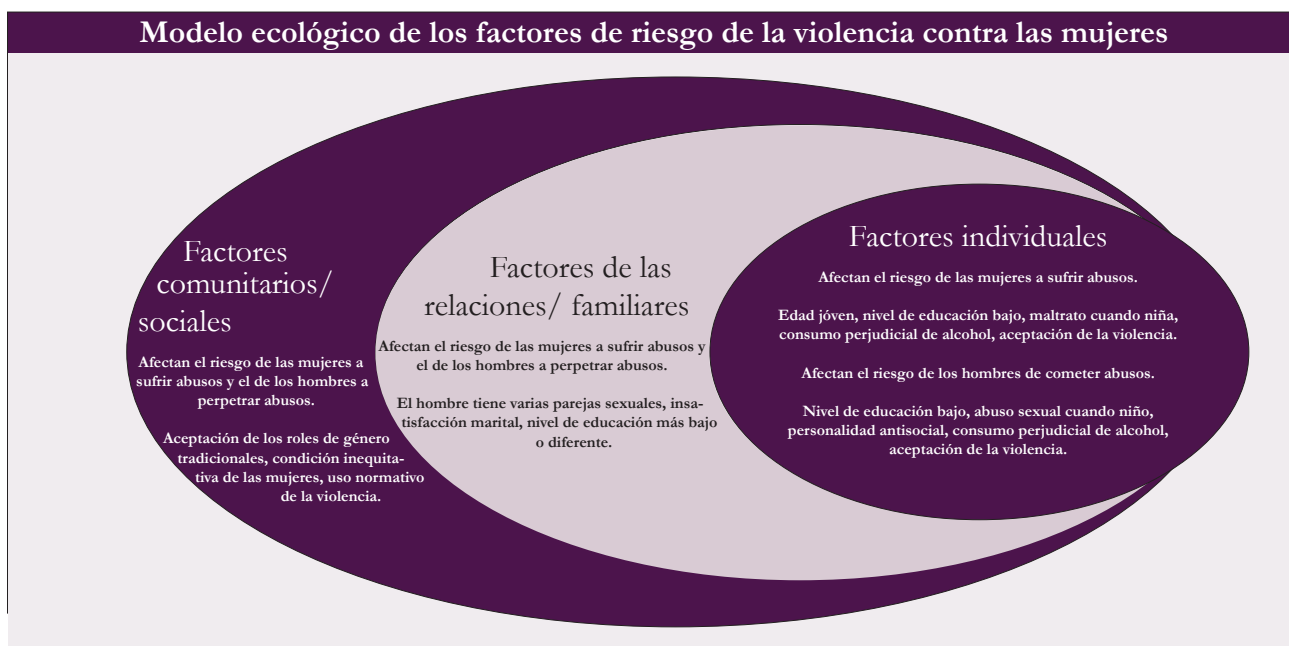 Modelo ecológico de los factores de riesgo de la violencia contra las mujeres
Factores
comunitarios/
sociales
Afectan el riesgo de las mujeres a
sufrir abusos y el de los hombres a
perpetrar abusos.
Aceptación de los roles de género
tradicionales, condición inequita-
tiva de las mujeres, uso normativo
de la violencia.
Factores de las
relaciones/ familiares
Afectan el riesgo de las mujeres a sufrir abusos y
el de los hombres a perpetrar abusos.
El hombre tiene varias parejas sexuales, insa-
tisfacción marital, nivel de educación más bajo
o diferente.
Factores individuales
Afectan el riesgo de las mujeres a sufrir abusos.
Edad jóven, nivel de educación bajo, maltrato cuando niña,
consumo perjudicial de alcohol, aceptación de la violencia.
Afectan el riesgo de los hombres de cometer abusos.
Nivel de educación bajo, abuso sexual cuando niño,
personalidad antisocial, consumo perjudicial de alcohol,
aceptación de la violencia.